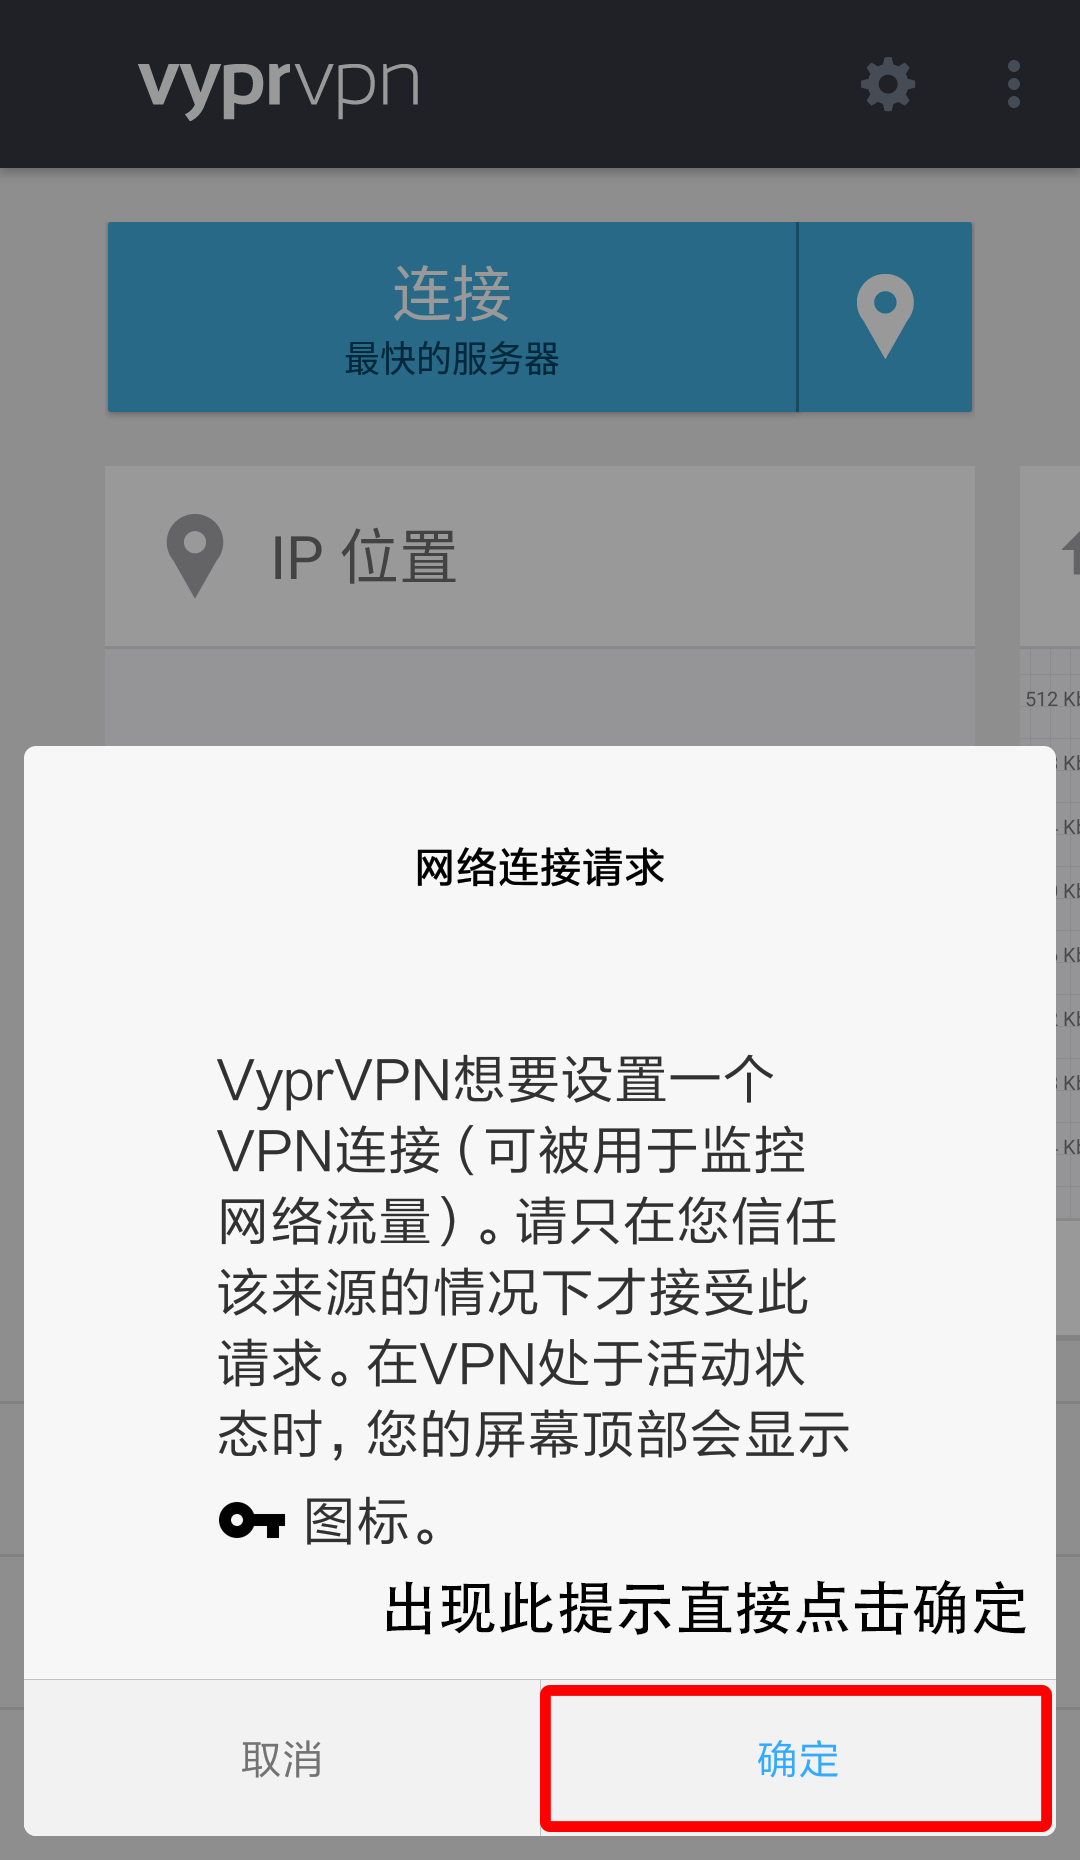 vyprvpn
连接
最快的服务器
IP 位置
512 Kb
网络连接请求
VyprVPN想要设置一个
VPN连接（可被用于监控
网络流量）。请只在您信任
该来源的情况下才接受此
请求。在VPN处于活动状
态时，您的屏幕顶部会显示
图标。
出现此提示直接点击确定
取消
确定